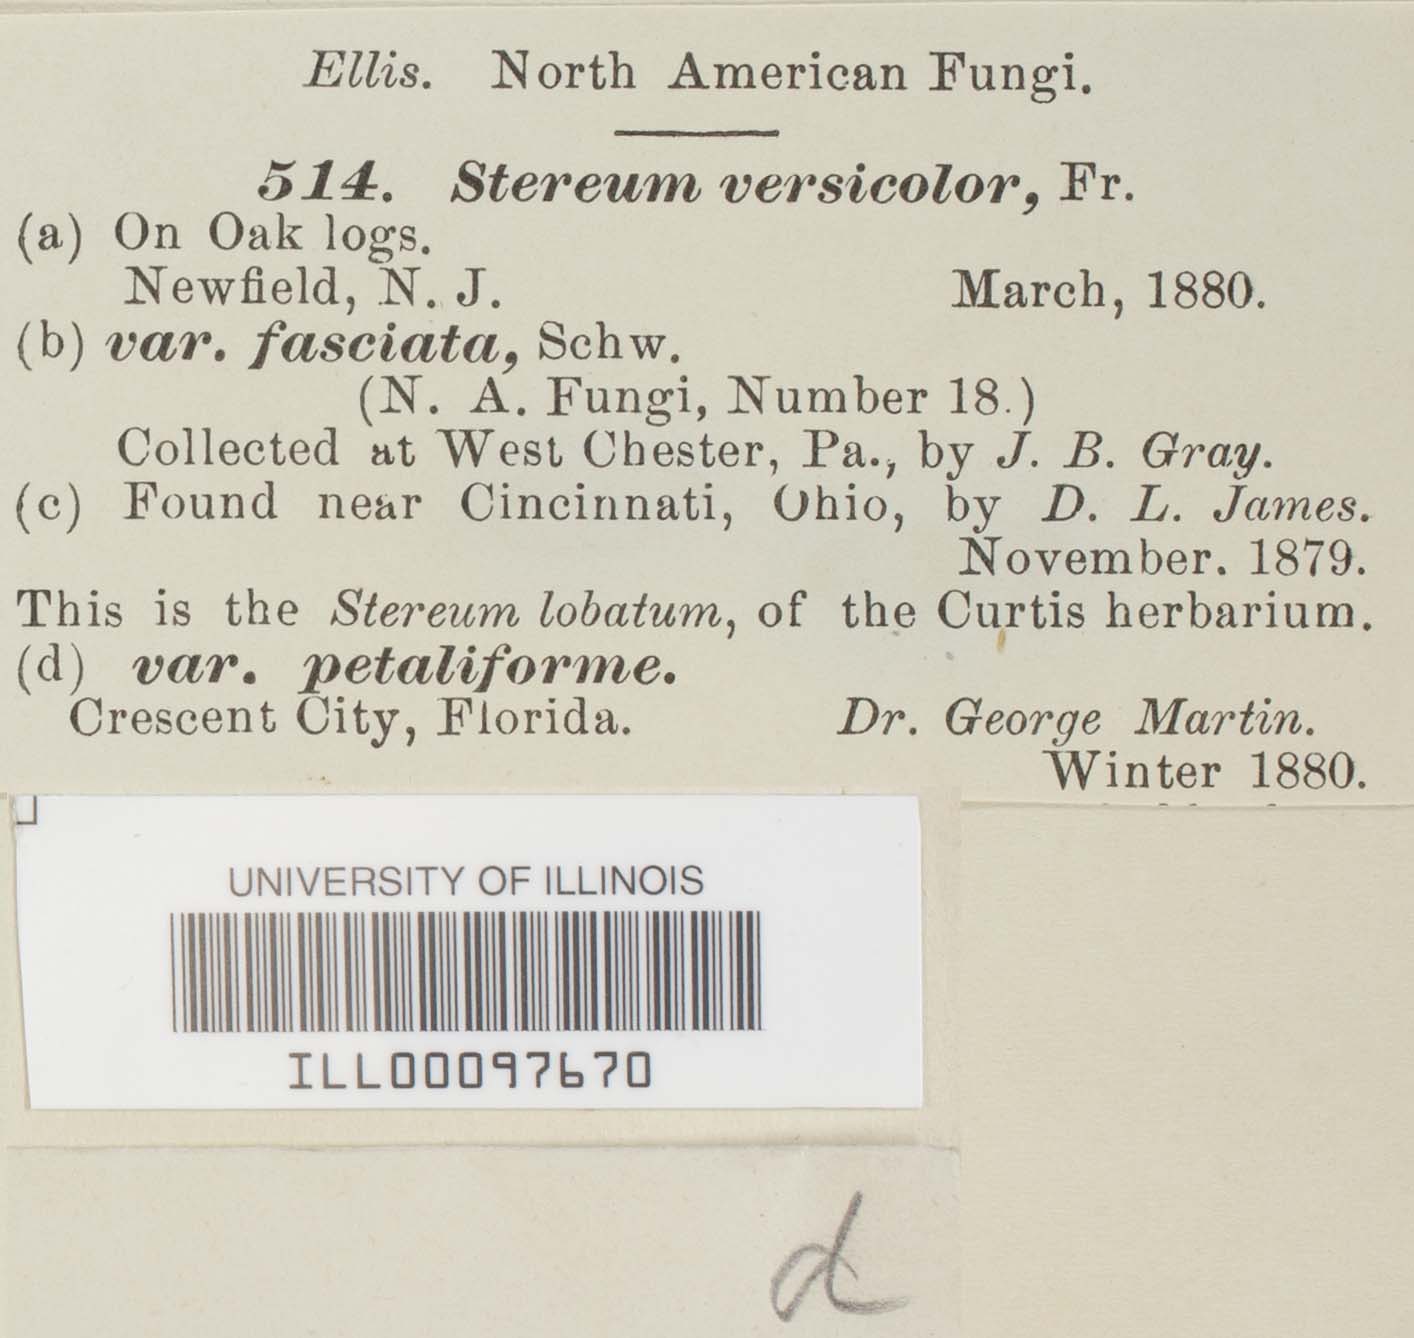 Ellis. North American Fungi.
514. Stereum versicolor, Fr.
(a) On Oak logs.
Newfield, N. J. March, 1880.
(b) var. fasciata, Schw.
(N. A. Fungi, Number 18.)
Collected at West Chester, Pa., by J. B. Gray.
(c) Found near Cincinnati, Ohio, by D. L. James.
November. 1879.
This is the Stereum lobatum, of the Curtis herbarium.
(d) var. petaliforme.
Crescent City, Florida. Dr. George Martin.
Winter 1880.
UNIVERSITY OF ILLINOIS
ILL00097670
d